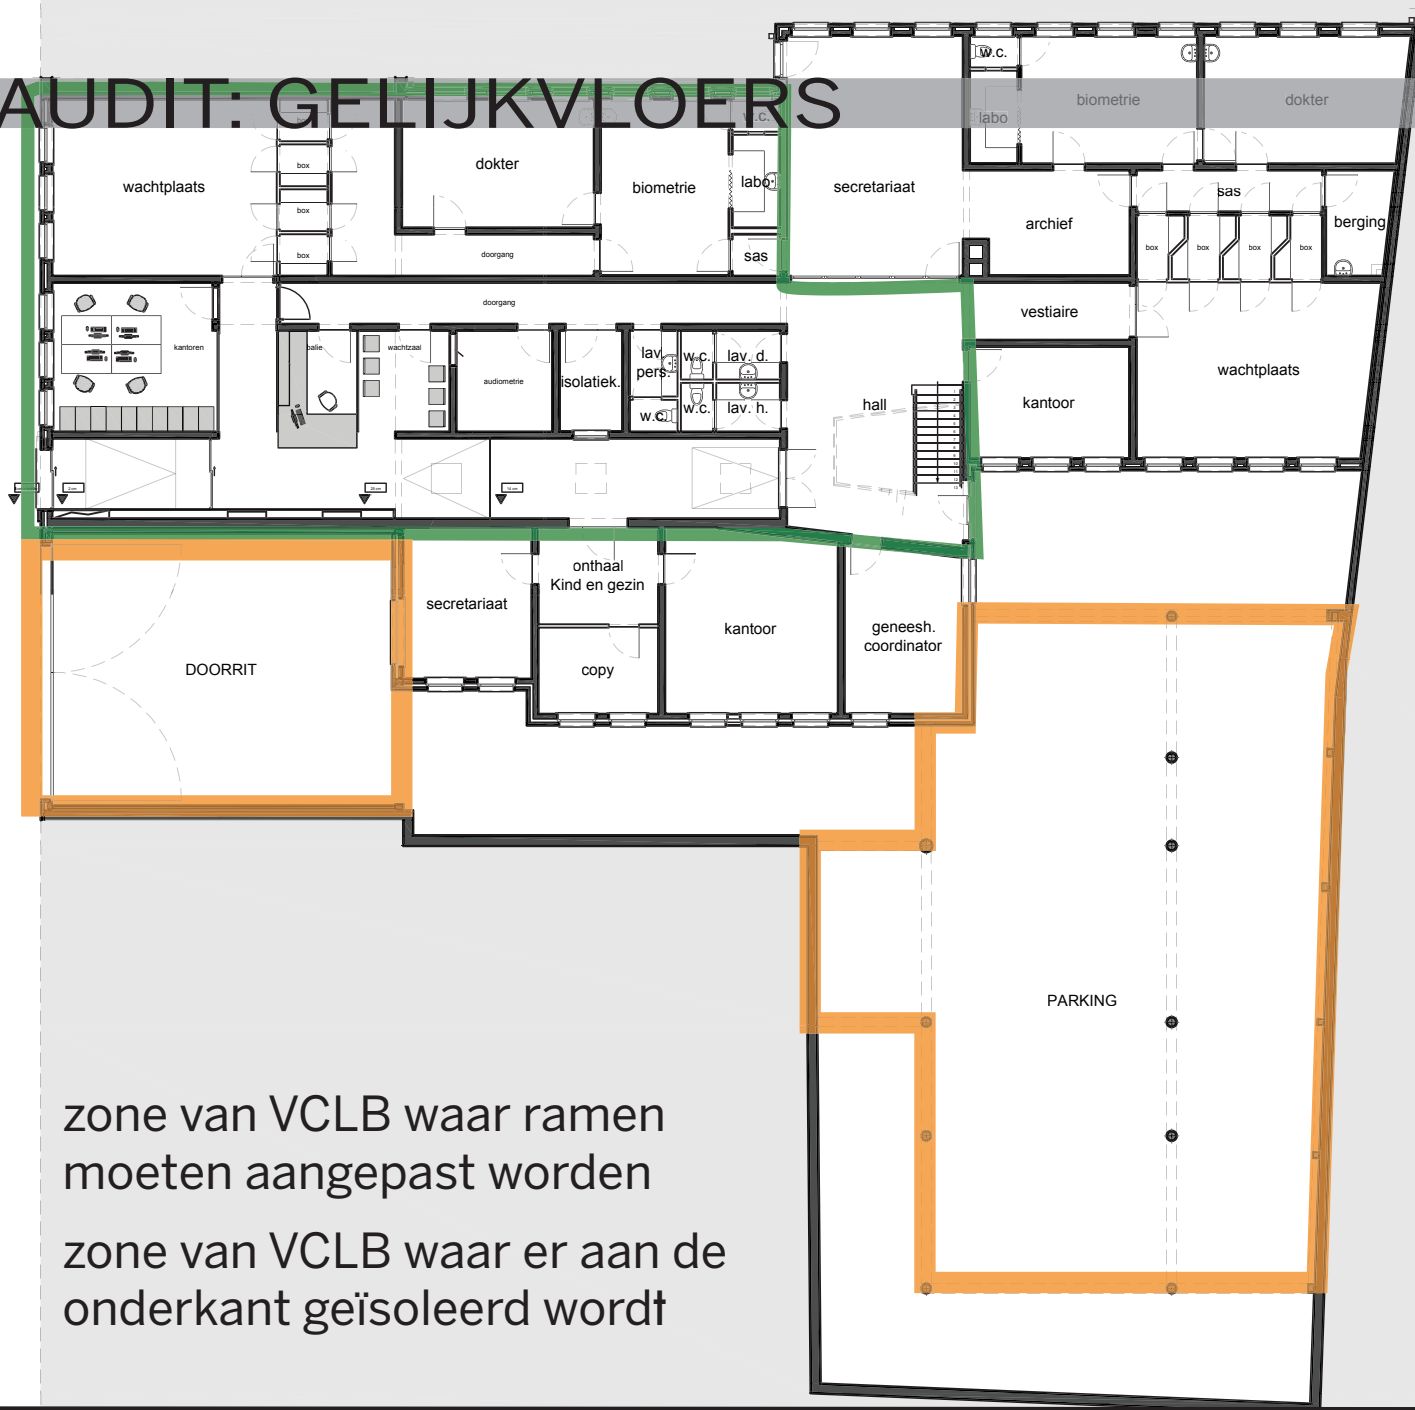 AUDIT: GELIJKVLOERS
w.c.
biometrie
dokter
labo
box
w.c.
dokter
wachtplaats
box
biometrie
labo
secretariaat
sas
box
archief
berging
box
box
box
box
box
doorgang
sas
doorgang
vestiaire
kantoren
balie
wachtzaal
lav.
pers.
w.c.
lav. d.
audiometrie
isolatiek.
wachtplaats
w.c.
w.c.
lav. h.
hall
kantoor
2 cm
onthaal
Kind en gezin
secretariaat
kantoor
geneesh.
coordinator
DOORRIT
copy
PARKING
zone van VCLB waar ramen
moeten aangepast worden
zone van VCLB waar er aan de
onderkant geïsoleerd wordt